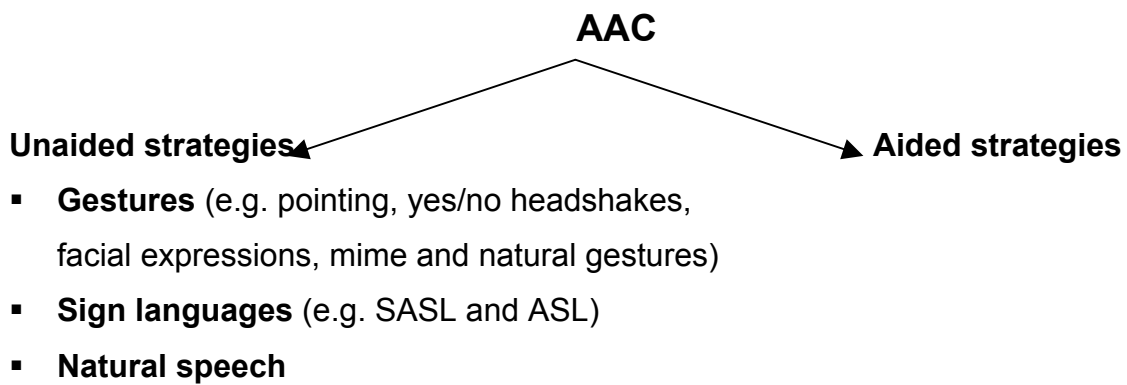 AAC
Unaided strategies Aided strategies
▪ Gestures (e.g. pointing, yes/no headshakes,
facial expressions, mime and natural gestures)
▪ Sign languages (e.g. SASL and ASL)
▪ Natural speech